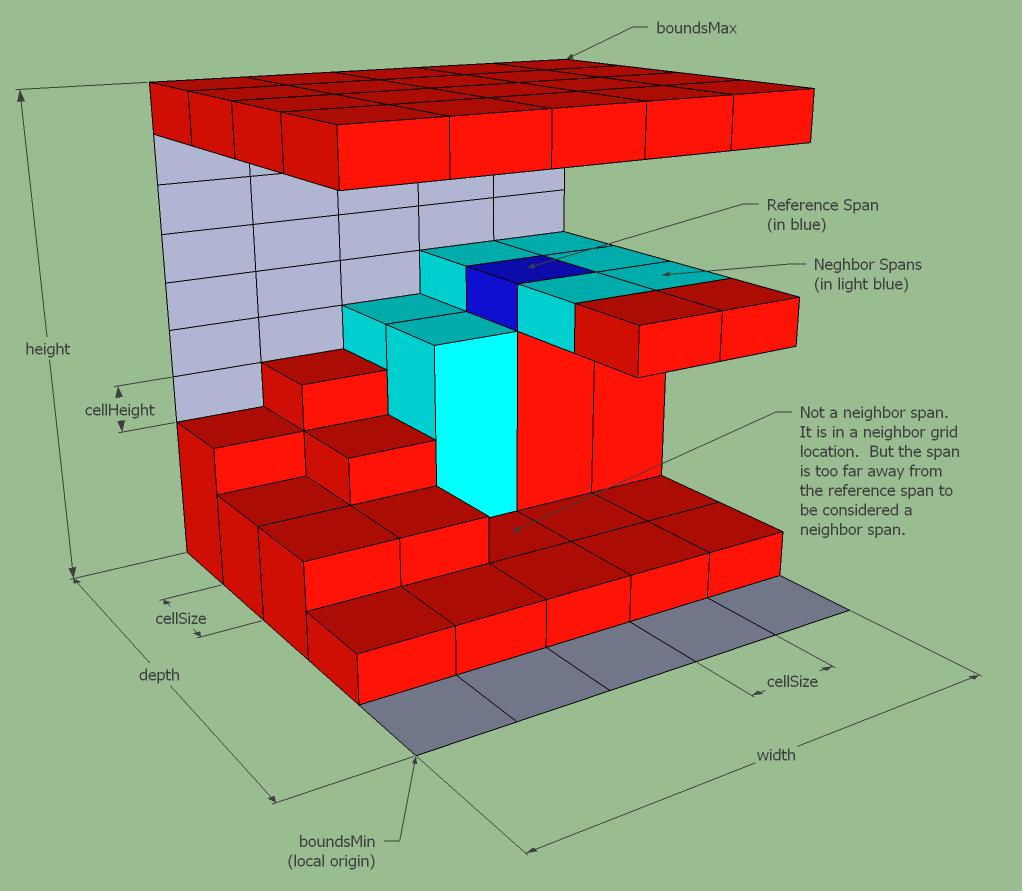 boundsMax
Reference Span
(in blue)
Neghbor Spans
(in light blue)
height
cellHeight
Not a neighbor span.
It is in a neighbor grid
location.  But the span
is too far away from
the reference span to
be considered a
neighbor span.
cellSize
depth
cellSize
width
boundsMin
(local origin)